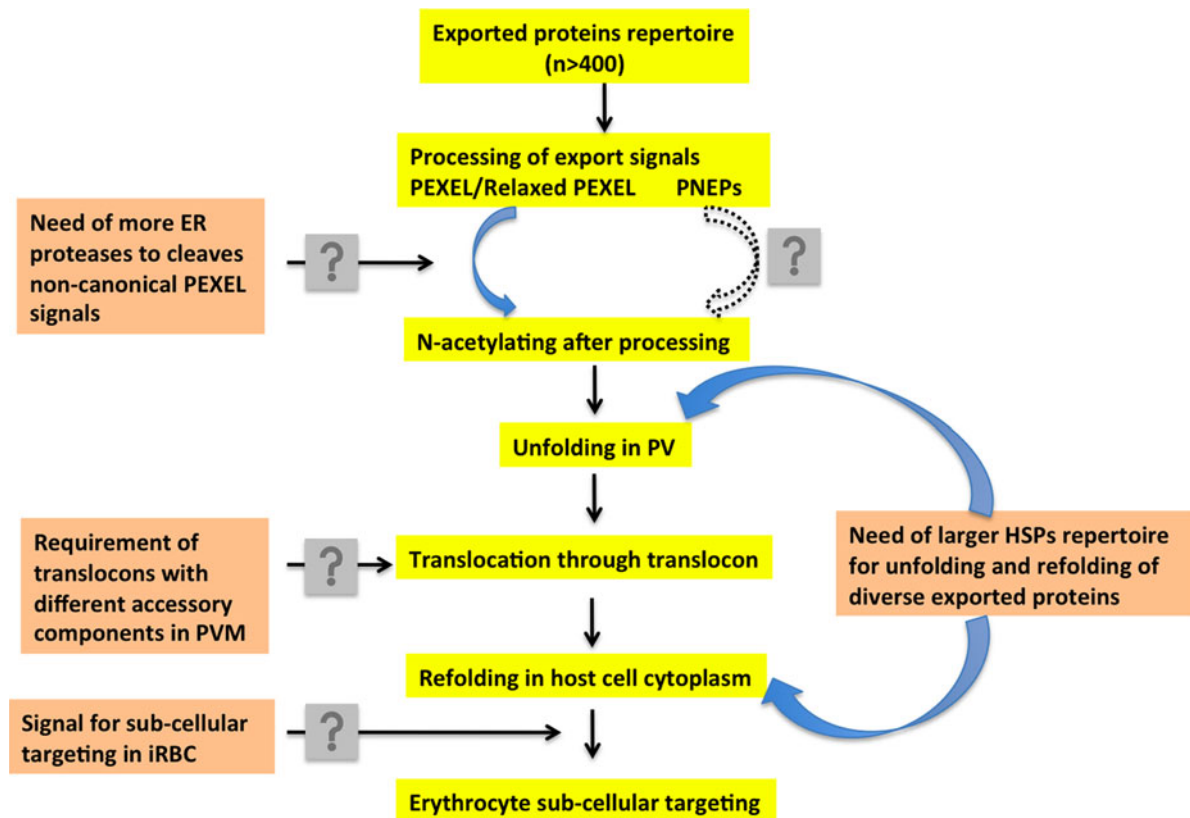 Exported proteins repertoire
(n>400)
Processing of export signals
PEXEL/Relaxed PEXEL PNEPs
Need of more ER
proteases to cleaves
non-canonical PEXEL
signals
?
?
N-acetylating after processing
Unfolding in PV
Requirement of
translocons with
different accessory
components in PVM
?
Translocation through translocon
Need of larger HSPs repertoire
for unfolding and refolding of
diverse exported proteins
Refolding in host cell cytoplasm
Signal for sub-cellular
targeting in iRBC
?
Erythrocyte sub-cellular targeting